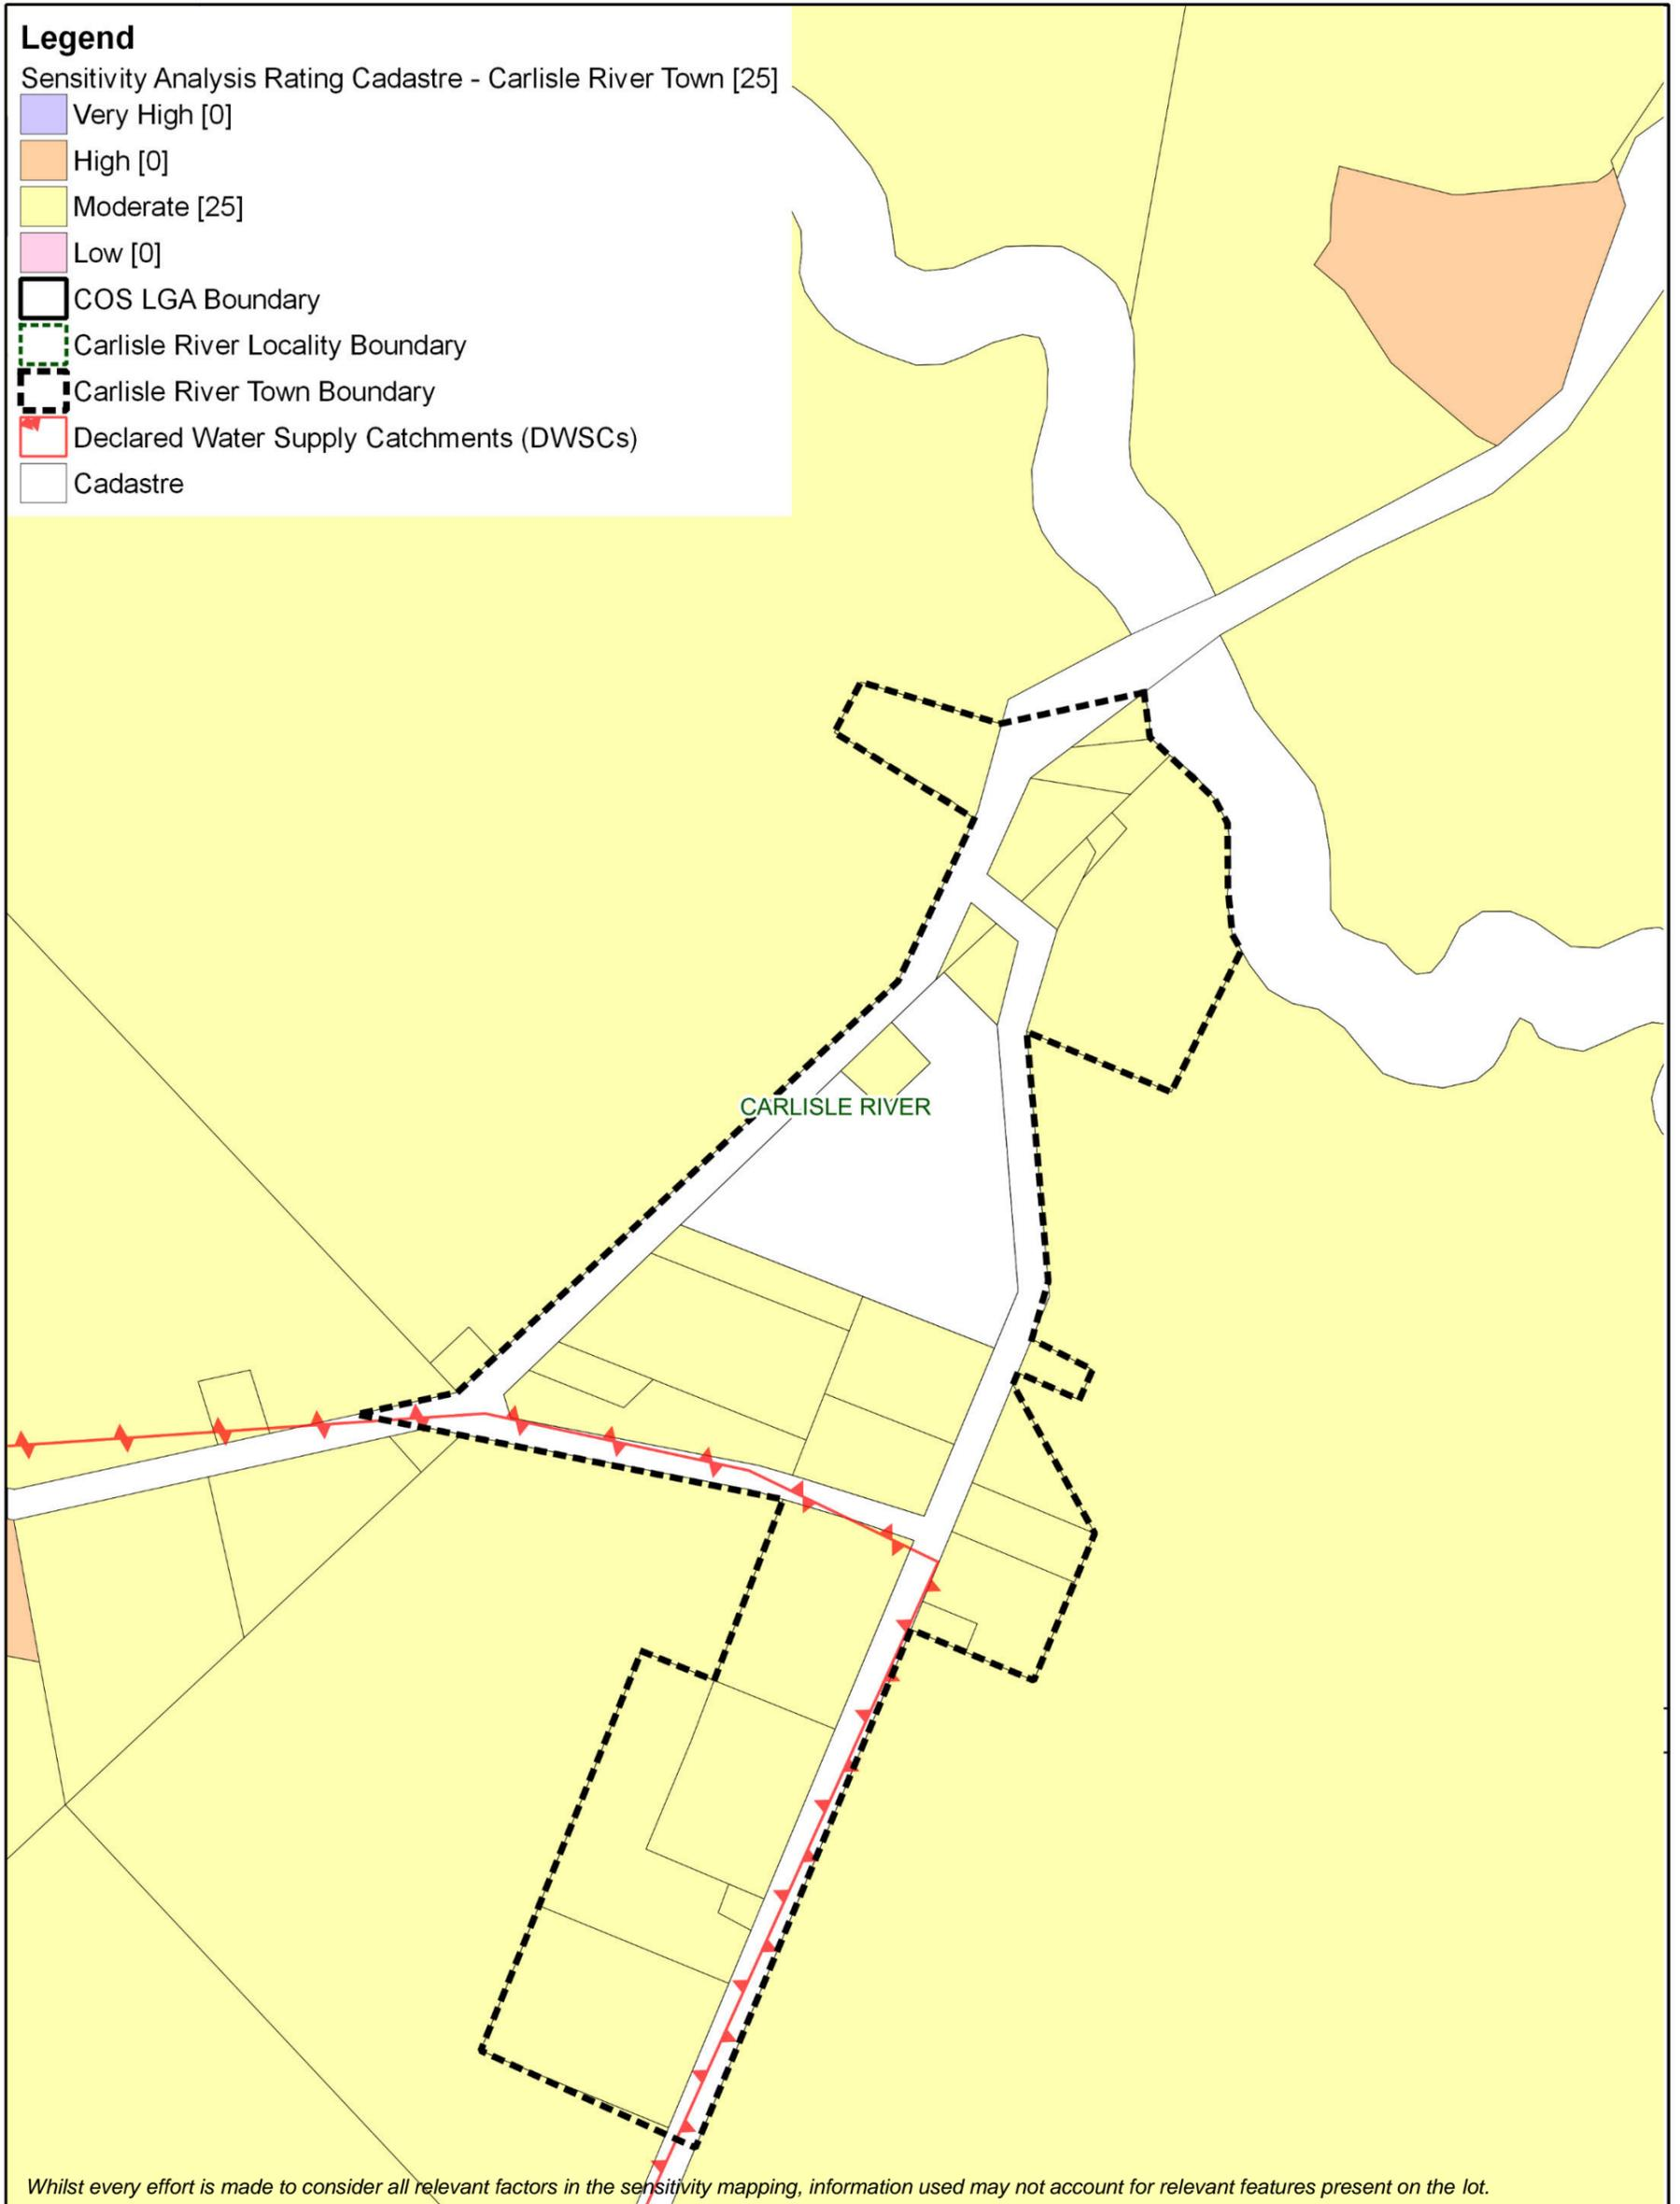 Legend
Sensitivity Analysis Rating Cadastre - Carlisle River Town [25]
Very High [0]
High [0]
Moderate [25]
Low [0]
COS LGA Boundary
Carlisle River Locality Boundary
Carlisle River Town Boundary
Declared Water Supply Catchments (DWSCs)
Cadastre
CARLISLE RIVER
Whilst every effort is made to consider all relevant factors in the sensitivity mapping, information used may not account for relevant features present on the lot.